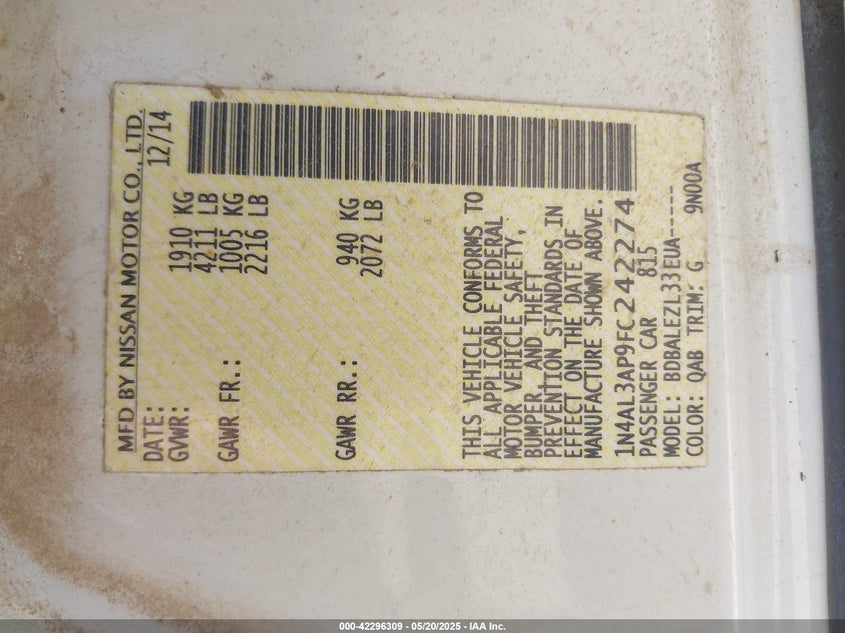 MFD BY NISSAN MOTOR CO., LTD.
DATE: 12/14
GVWR: 1910 KG
4211 LB
GAWR FR.: 1005 KG
2216 LB
GAWR RR.: 940 KG
2072 LB
THIS VEHICLE CONFORMS TO
ALL APPLICABLE FEDERAL
MOTOR VEHICLE SAFETY,
BUMPER, AND THEFT
PREVENTION STANDARDS IN
EFFECT ON THE DATE OF
MANUFACTURE SHOWN ABOVE.
1N4AL3AP9FC242274
PASSENGER CAR 815
MODEL: BDBALEZL33EUA-----
COLOR: QAB TRIM: G 9N00A
000-42296309 - 05/20/2025 - IAA Inc.